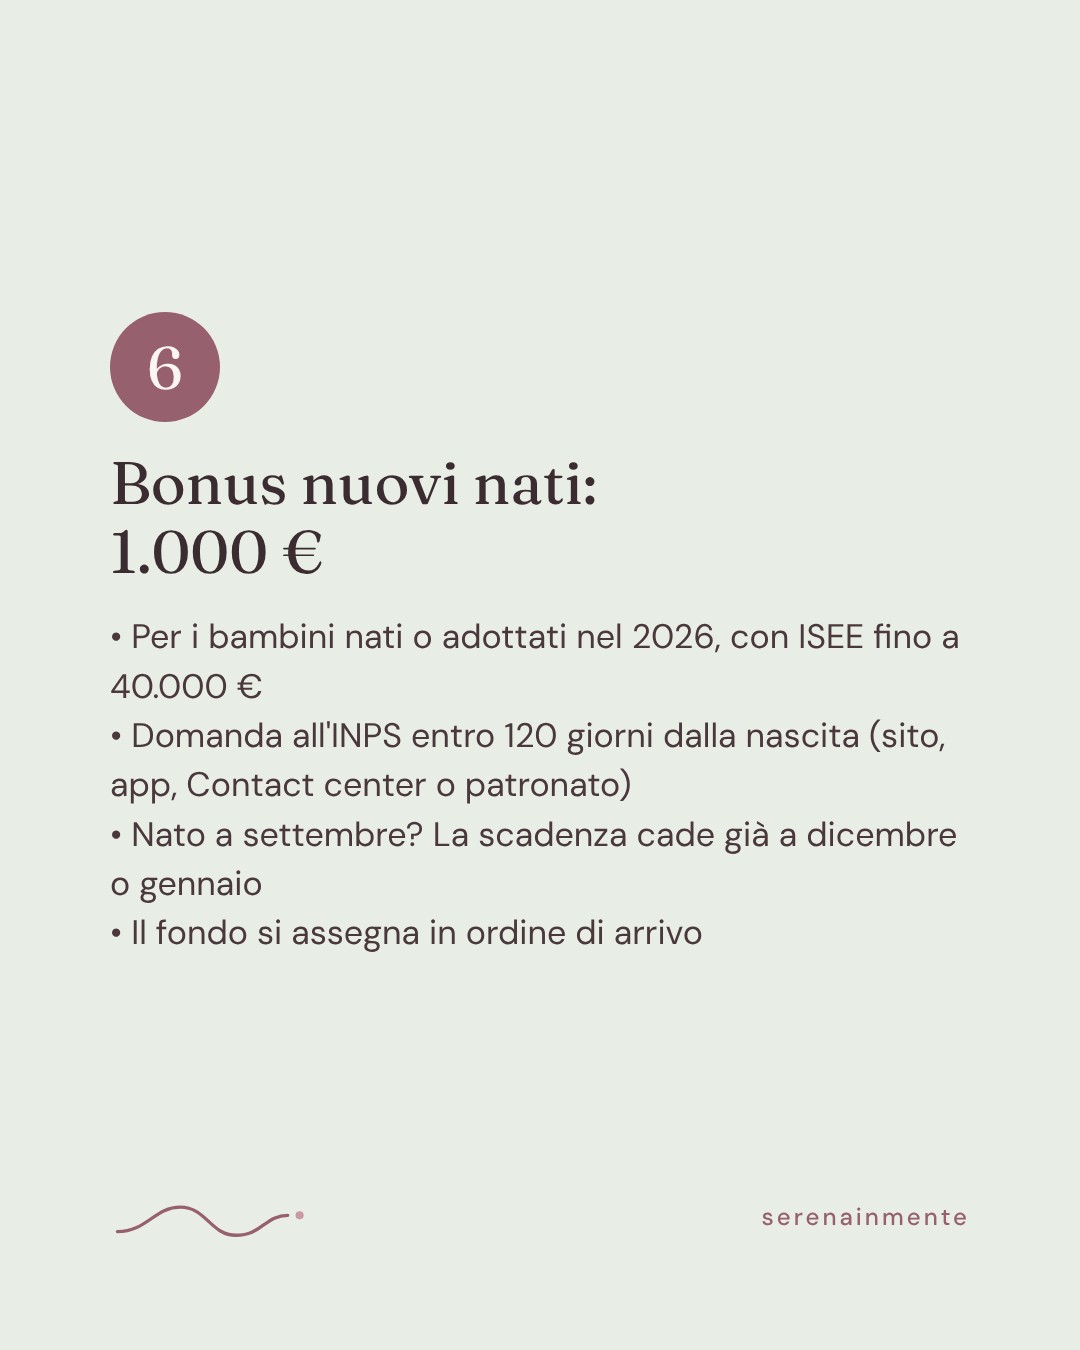 6
Bonus nuovi nati:
1.000 €
• Per i bambini nati o adottati nel 2026, con ISEE fino a
40.000 €
• Domanda all'INPS entro 120 giorni dalla nascita (sito,
app, Contact center o patronato)
• Nato a settembre? La scadenza cade già a dicembre
o gennaio
• Il fondo si assegna in ordine di arrivo
serenainmente